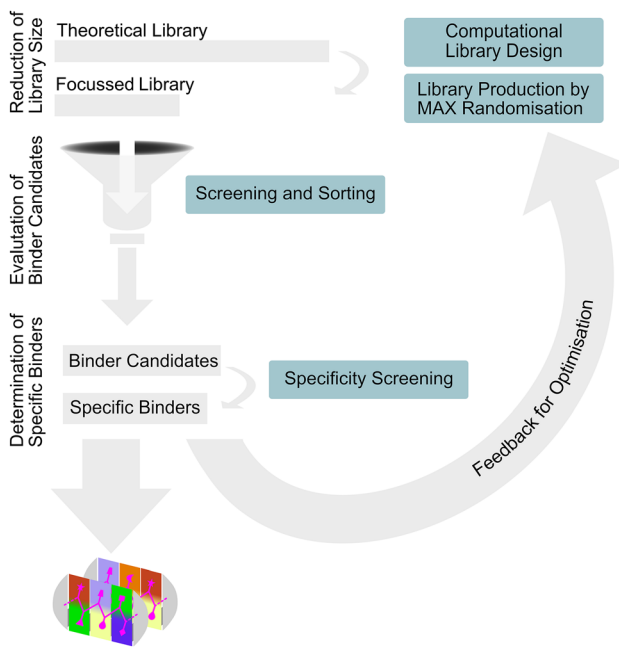 Reduction of
Library Size
Theoretical Library
Focussed Library
Computational
Library Design
Library Production by
MAX Randomisation
Evalutation of
Binder Candidates
Screening and Sorting
Determination of
Specific Binders
Binder Candidates
Specific Binders
Specificity Screening
Feedback for Optimisation